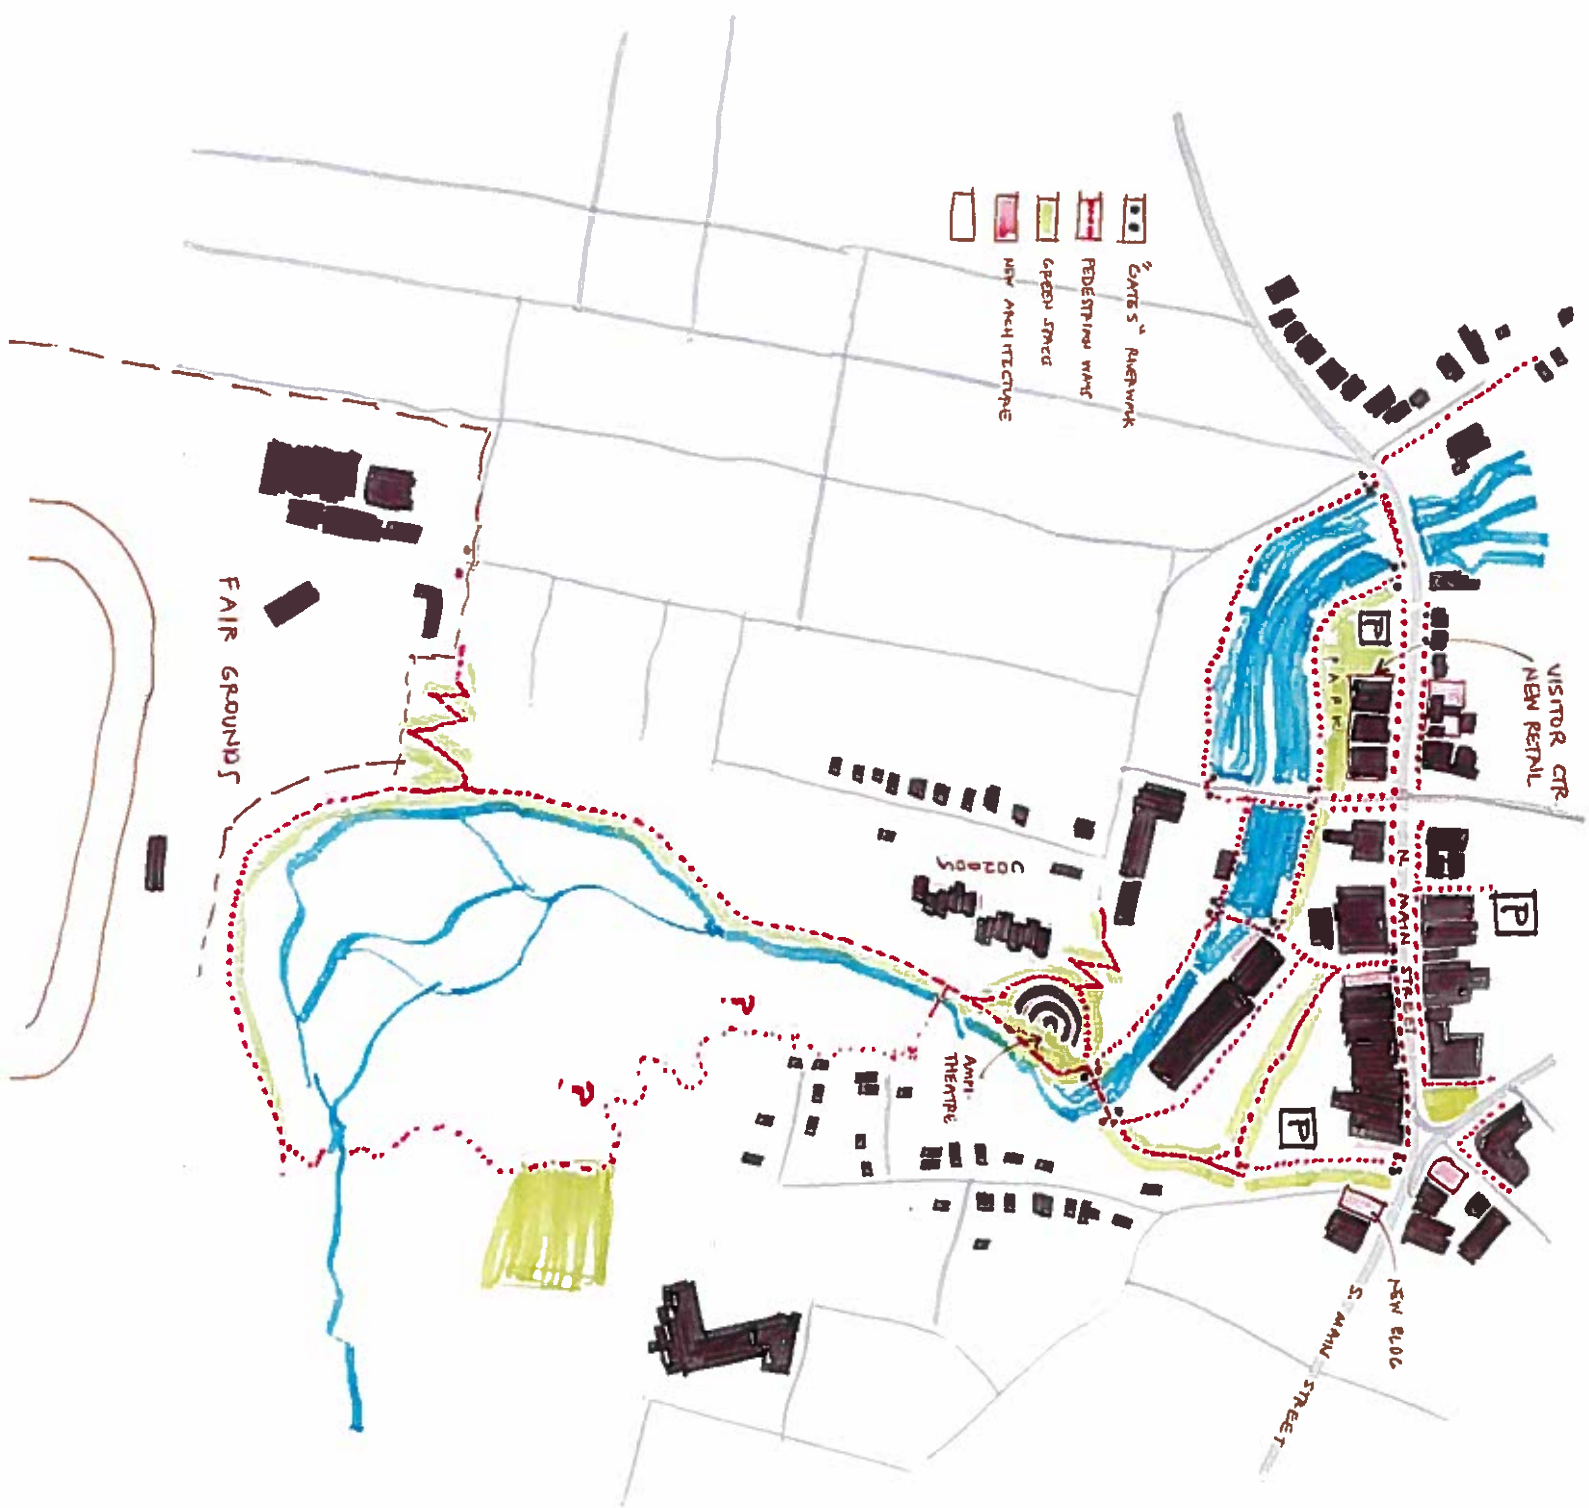 "GATES" RIVERWALK
PEDESTRIAN WAYS
GREEN SPACES
NEW ARCHITECTURE
VISITOR CTR
NEW RETAIL
P
PARK
P
N. MAIN STREET
FAIR GROUNDS
AMPI-
THEATRE
P
NEW BLDG
S. MAIN STREET